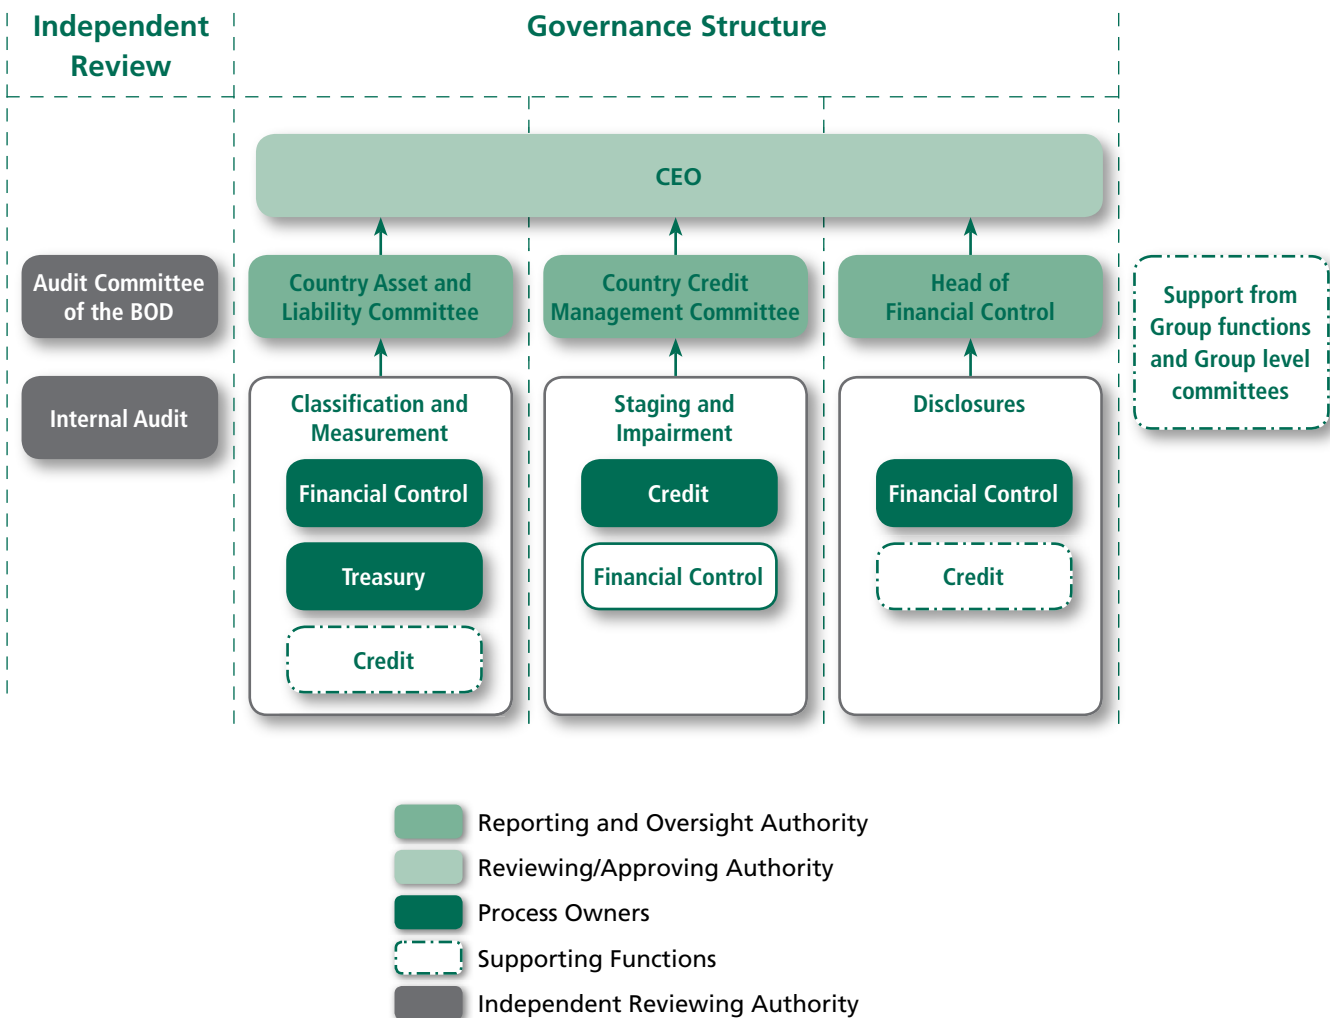 Independent
Review
Governance Structure
CEO
Audit Committee
of the BOD
Country Asset and
Liability Committee
Country Credit
Management Committee
Head of
Financial Control
Support from
Group functions
and Group level
committees
Internal Audit
Classification and
Measurement
Financial Control
Treasury
Credit
Staging and
Impairment
Credit
Financial Control
Disclosures
Financial Control
Credit
Reporting and Oversight Authority
Reviewing/Approving Authority
Process Owners
Supporting Functions
Independent Reviewing Authority